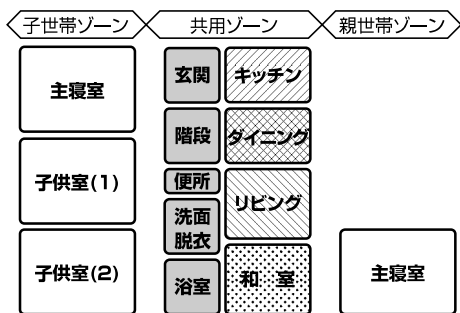 子世帯ゾーン
共用ゾーン
親世帯ゾーン
主寝室
子供室(1)
子供室(2)
玄関
階段
便所
洗面
脱衣
浴室
キッチン
ダイニング
リビング
和 室
主寝室